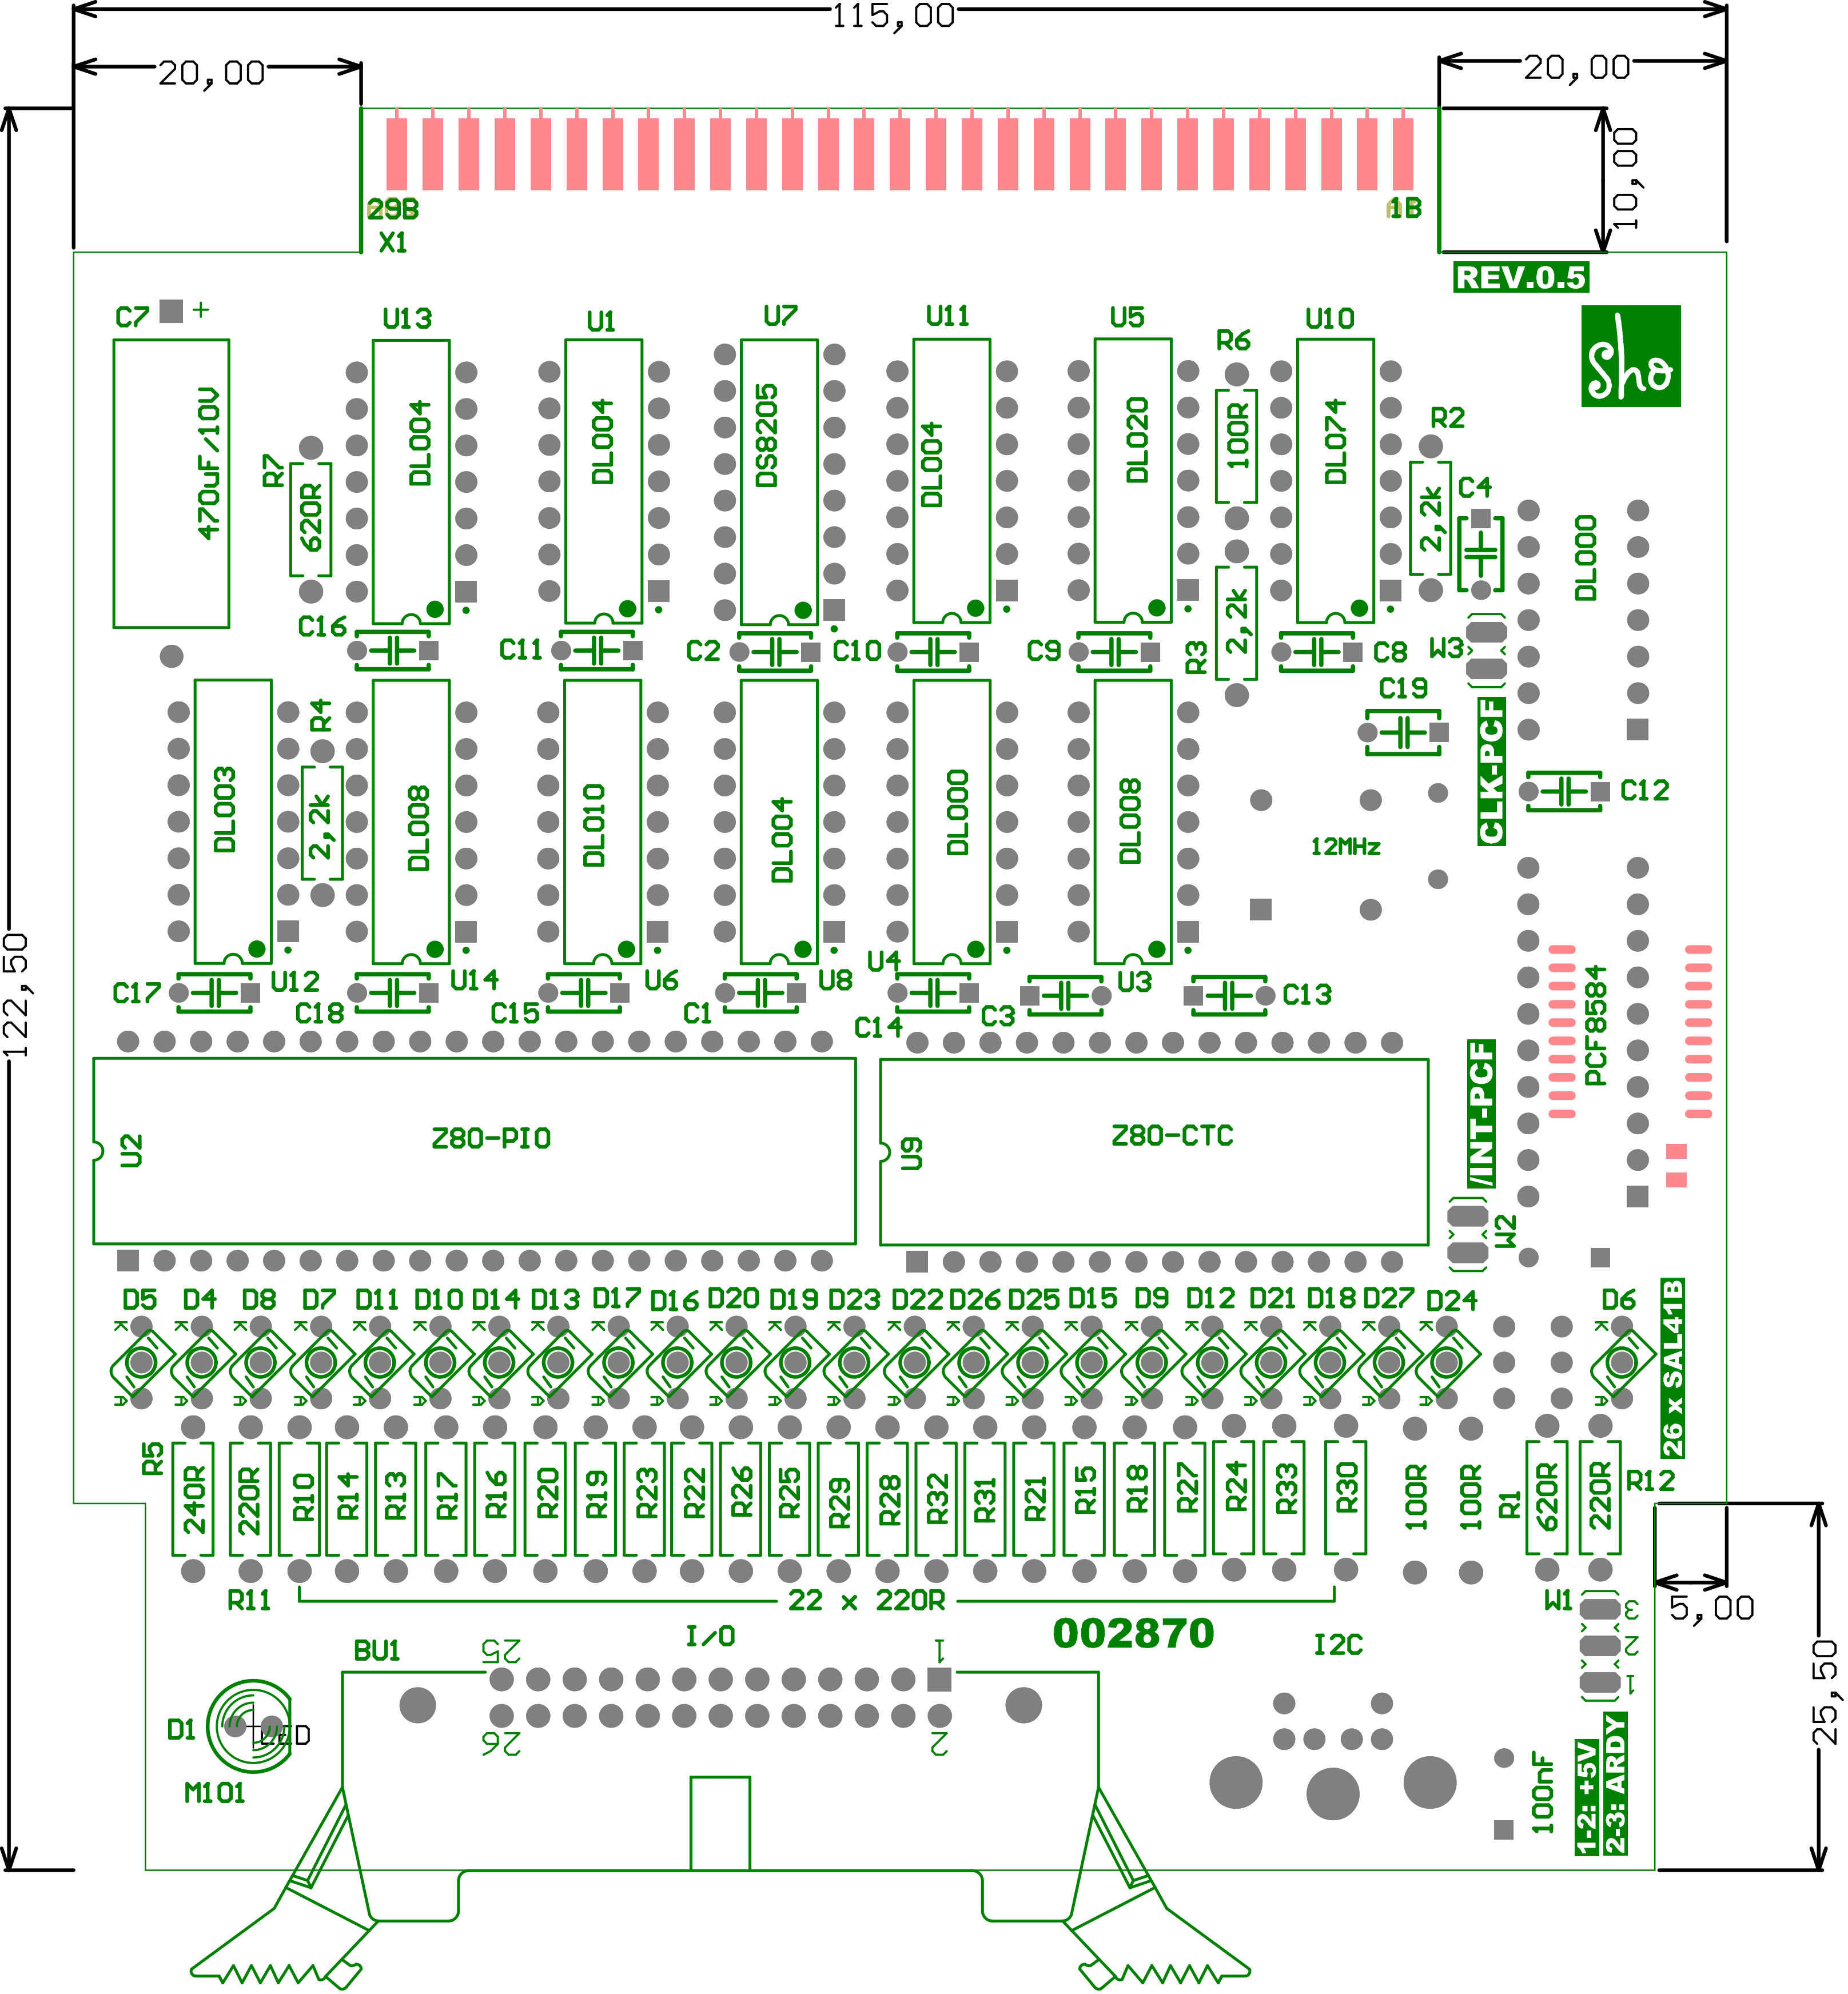 115,00
20,00
20,00
10,00
29B
1B
X1
REV.0.5
Sho
C7
+
U13
U1
U7
U11
U5
R6
U10
R2
470uF/10V
R7
620R
DL004
DL004
DS8205
DL004
DL020
100R
DL074
2,2k
C4
DL000
C16
C11
C2
C10
C9
R3
2,2k
C8
W3
C19
CLK-PCF
C12
R4
DL003
2,2k
DL008
DL010
DL004
DL000
DL008
12MHz
122,50
C17
U12
C18
U14
C15
U6
C1
U8
U4
C14
C3
U3
C13
PCF8584
/INT-PCF
U2
Z80-PIO
U9
Z80-CTC
W2
D5 D4 D8 D7 D11 D10 D14 D13 D17 D16 D20 D19 D23 D22 D26 D25 D15 D9 D12 D21 D18 D27 D24 D6
K K K K K K K K K K K K K K K K K K K K K K K K
A A A A A A A A A A A A A A A A A A A A A A A A
26 x SAL41B
R5
240R
220R
R10
R14
R13
R17
R16
R20
R19
R23
R22
R26
R25
R29
R28
R32
R31
R21
R15
R18
R27
R24
R33
R30
100R
100R
R1
620R
220R
R12
R11
22 x 220R
W1
3
2
1
5,00
25,50
BU1
25
I/O
1
002870
I2C
26
2
D1
LED
M101
100nF
1-2: +5V
2-3: ARDY